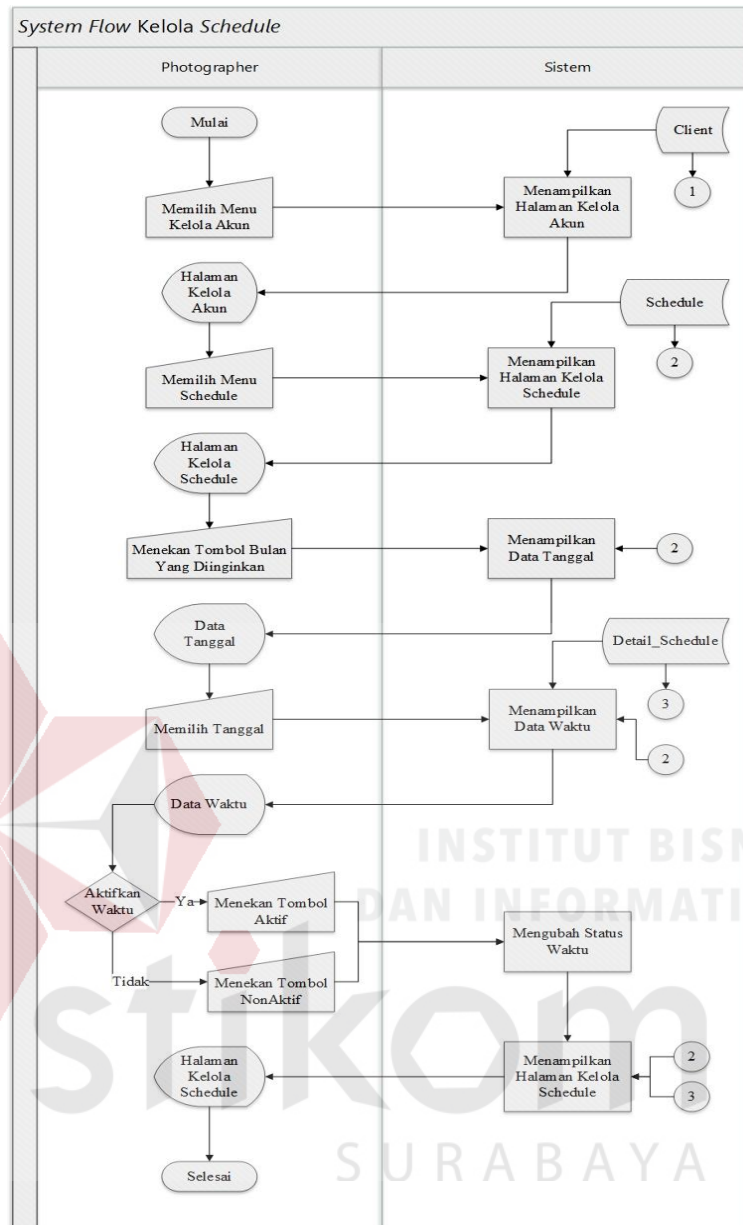 System Flow Kelola Schedule
Photographer
Sistem
Mulai
Client
1
Memilih Menu
Kelola Akun
Menampilkan
Halaman Kelola
Akun
Halaman
Kelola
Akun
Schedule
2
Memilih Menu
Schedule
Menampilkan
Halaman Kelola
Schedule
Halaman
Kelola
Schedule
Menekan Tombol Bulan
Yang Diinginkan
Menampilkan
Data Tanggal
2
Data
Tanggal
Detail_Schedule
3
Memilih Tanggal
Menampilkan
Data Waktu
2
Data Waktu
INSTITUT BISN
DAN INFORMATI
Aktifkan
Waktu
Ya
Menekan Tombol
Aktif
Mengubah Status
Waktu
Tidak
Menekan Tombol
NonAktif
stikom
SURABAYA
Halaman
Kelola
Schedule
Menampilkan
Halaman Kelola
Schedule
2
3
Selesai